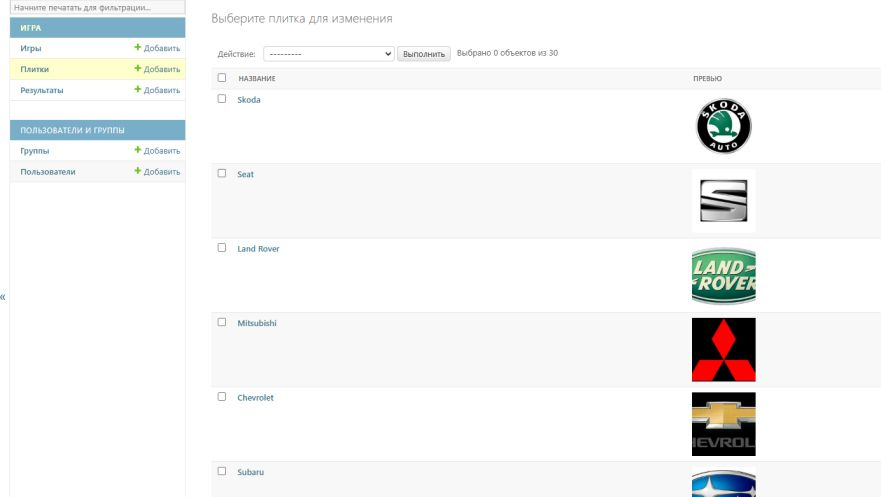 Начните печатать для фильтрации...
ИГРА
Игры
Добавить
Плитки
Добавить
Результаты
Добавить
ПОЛЬЗОВАТЕЛИ И ГРУППЫ
Группы
Добавить
Пользователи
Добавить
«
Выберите плитка для изменения
Действие: --------- Выполнить Выбрано 0 объектов из 30
НАЗВАНИЕ ПРЕВЬЮ
Skoda
ŠKODA
AUTO
Seat
Land Rover
LAND-
ROVER
Mitsubishi
Chevrolet
HEVROL
Subaru